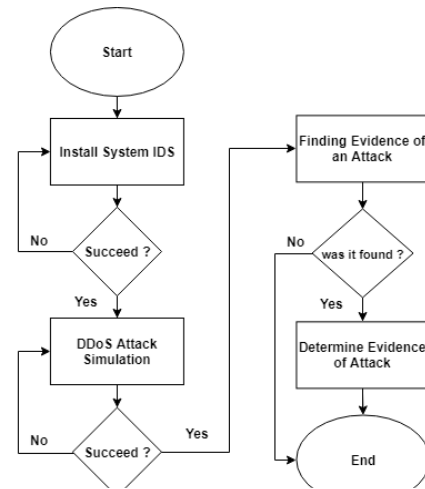 Start
Install System IDS
No
Succeed ?
Yes
DDoS Attack
Simulation
No
Succeed ?
Yes
Finding Evidence of
an Attack
No
was it found ?
Yes
Determine Evidence
of Attack
End